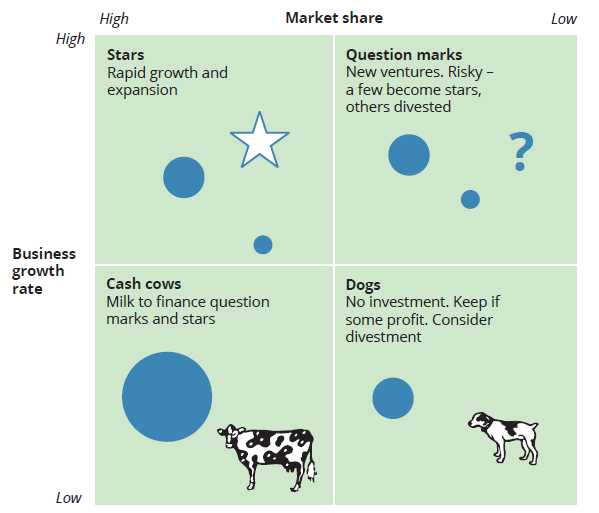 High
Market share
Low
High
Stars
Rapid growth and
expansion
Question marks
New ventures. Risky –
a few become stars,
others divested
?
Business
growth
rate
Cash cows
Milk to finance question
marks and stars
Dogs
No investment. Keep if
some profit. Consider
divestment
Low